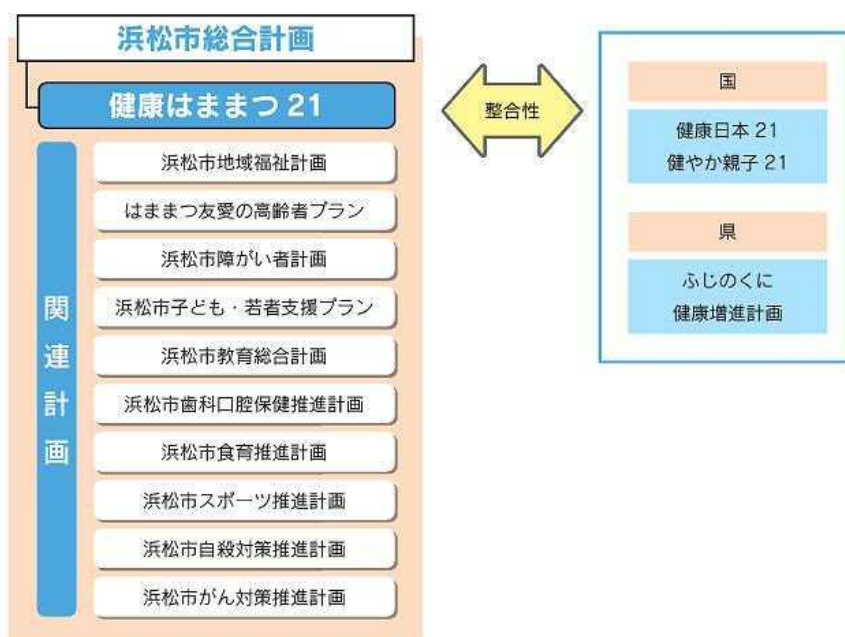 浜松市総合計画
健康はままつ 21
関連計画
浜松市地域福祉計画
はままつ友愛の高齢者プラン
浜松市障がい者計画
浜松市子ども・若者支援プラン
浜松市教育総合計画
浜松市歯科口腔保健推進計画
浜松市食育推進計画
浜松市スポーツ推進計画
浜松市自殺対策推進計画
浜松市がん対策推進計画
整合性
国
健康日本 21
健やか親子 21
県
ふじのくに
健康増進計画